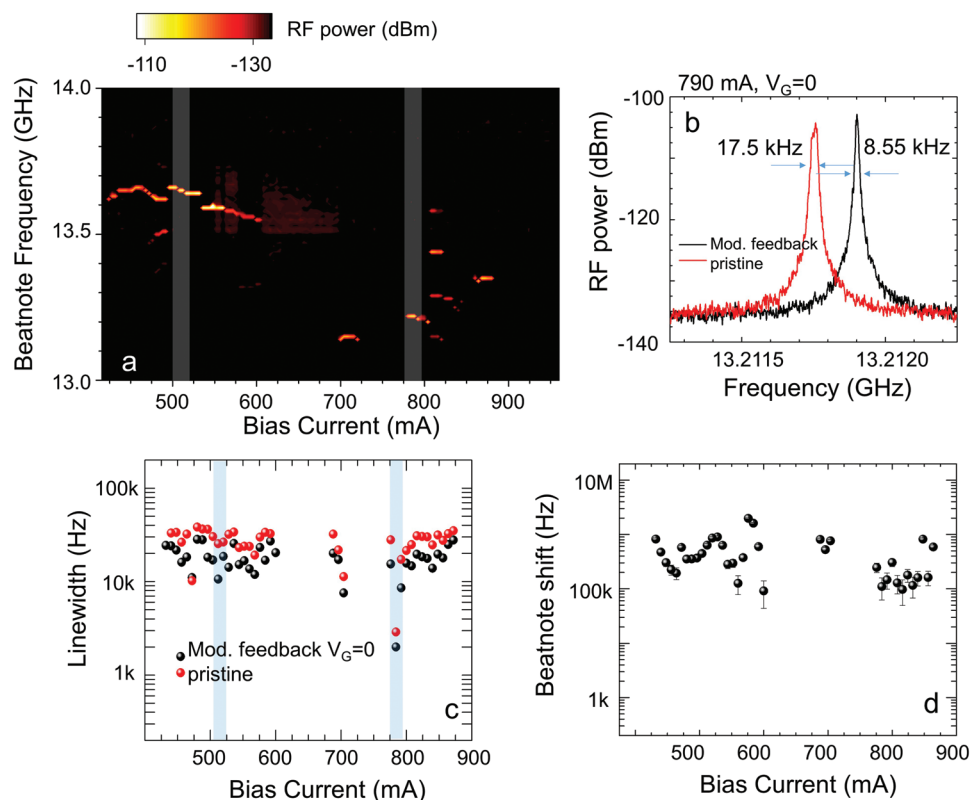 RF power (dBm)
-110
-130
14.0
13.5
13.0
Beatnote Frequency (GHz)
a
500
600
700
800
900
Bias Current (mA)
790 mA, V_G=0
-100
-120
-140
RF power (dBm)
b
17.5 kHz
8.55 kHz
Mod. feedback
pristine
13.2115
13.2120
Frequency (GHz)
100k
10k
1k
Linewidth (Hz)
Mod. feedback V_G=0
pristine
c
500
600
700
800
900
Bias Current (mA)
10M
100k
1k
Beatnote shift (Hz)
d
500
600
700
800
900
Bias Current (mA)